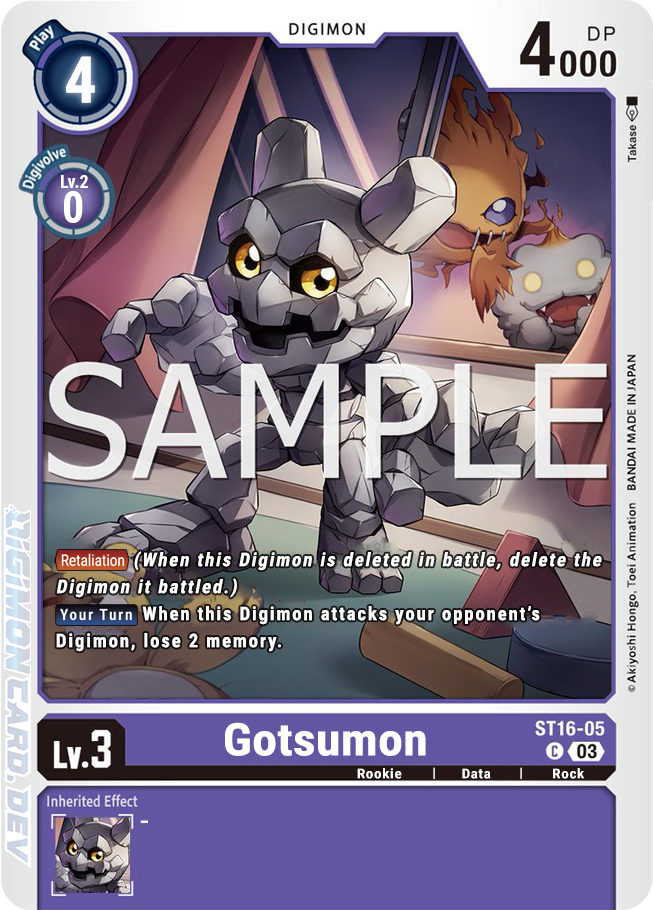 DIGIMON
Play
4
DP
4000
Digivolve
Lv.2
0
Takase
SAMPLE
BANDAI MADE IN JAPAN
© Akiyoshi Hongo, Toei Animation
Retaliation (When this Digimon is deleted in battle, delete the
Digimon it battled.)
Your Turn When this Digimon attacks your opponent's
Digimon, lose 2 memory.
DIGIMON CARD.DEV
Lv.3
Gotsumon
ST16-05
C 03
Rookie | Data | Rock
Inherited Effect
-